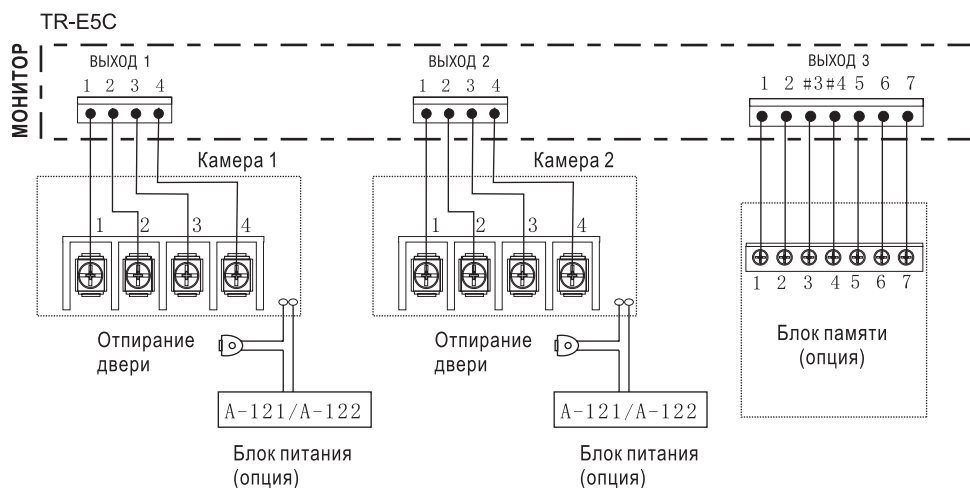 TR-E5C
МОНИТОР
ВЫХОД 1
1 2 3 4
ВЫХОД 2
1 2 3 4
ВЫХОД 3
1 2 #3 #4 5 6 7
Камера 1
1 2 3 4
Камера 2
1 2 3 4
1 2 3 4 5 6 7
Блок памяти
(опция)
Отпирание
двери
A-121/A-122
Блок питания
(опция)
Отпирание
двери
A-121/A-122
Блок питания
(опция)